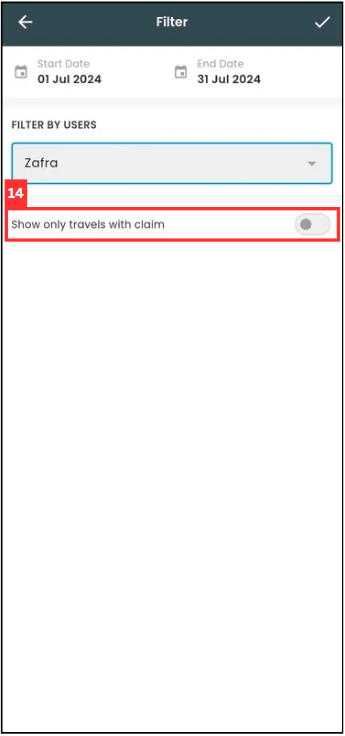 Filter
Start Date
01 Jul 2024
End Date
31 Jul 2024
FILTER BY USERS
Zafra
14
Show only travels with claim